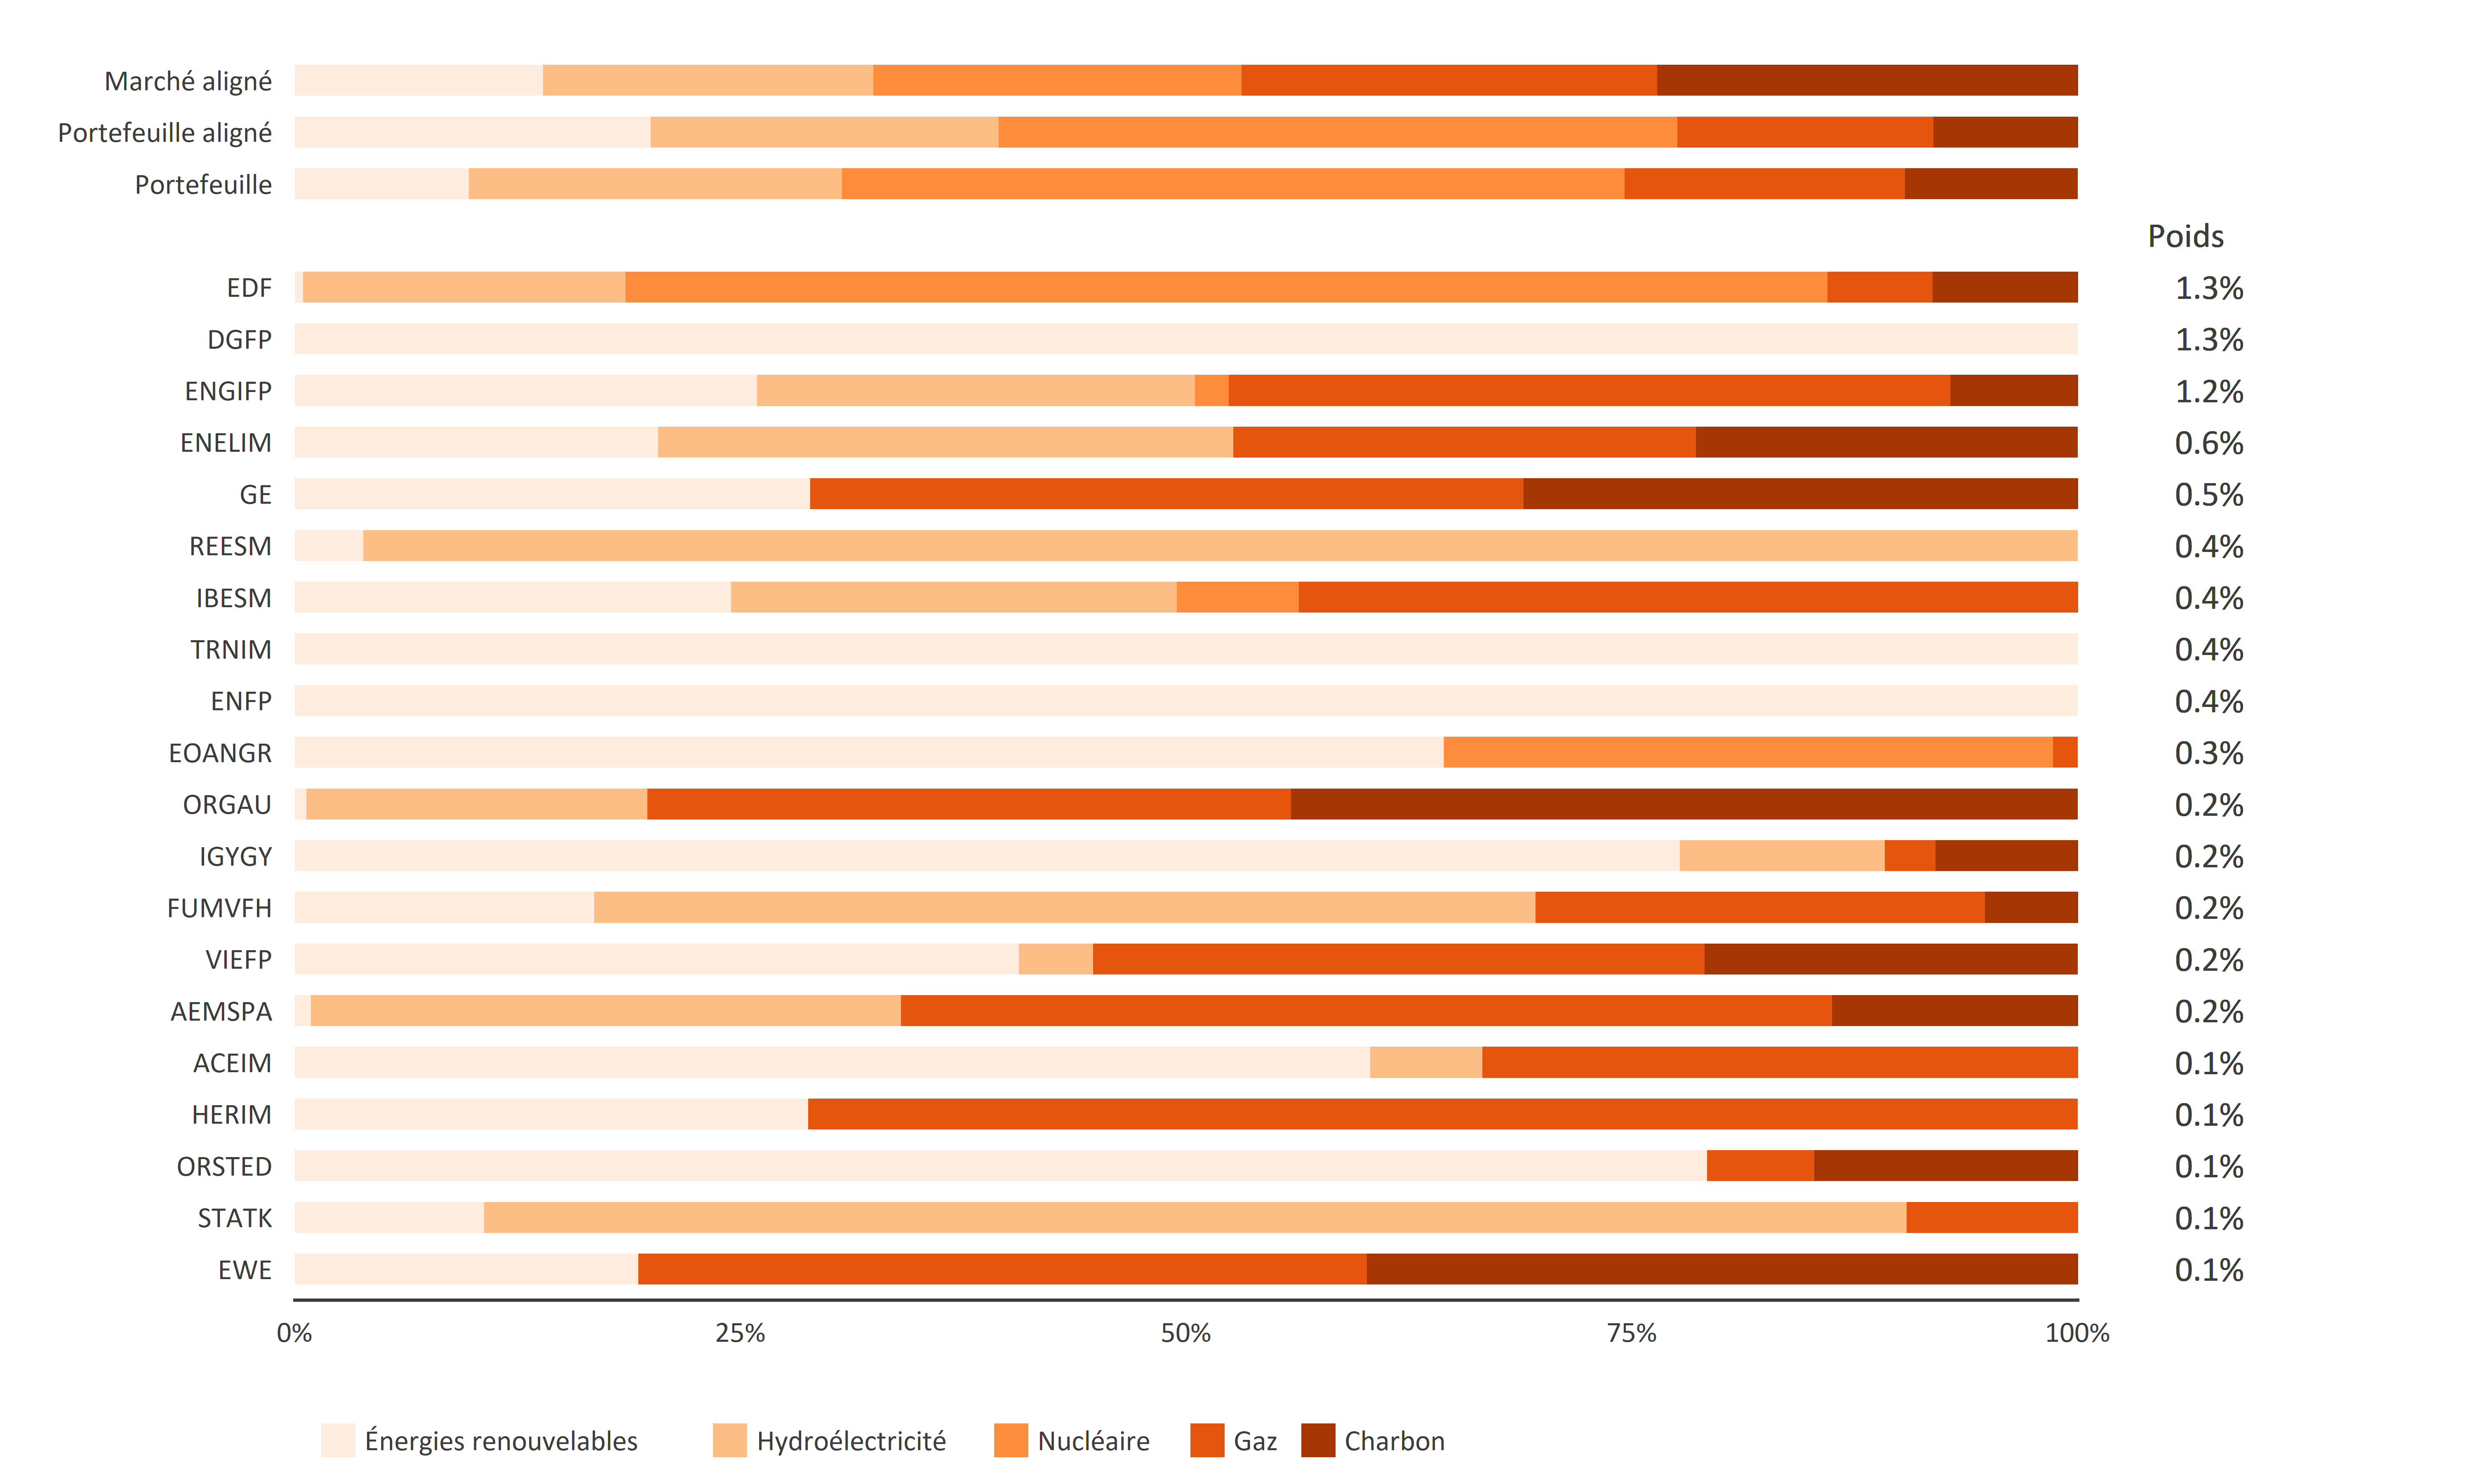 Marché aligné
Portefeuille aligné
Portefeuille
Poids
EDF 1.3%
DGFP 1.3%
ENGIFP 1.2%
ENELIM 0.6%
GE 0.5%
REESM 0.4%
IBESM 0.4%
TRNIM 0.4%
ENFP 0.4%
EOANGR 0.3%
ORGAU 0.2%
IGYGY 0.2%
FUMVFH 0.2%
VIEFP 0.2%
AEMSPA 0.2%
ACEIM 0.1%
HERIM 0.1%
ORSTED 0.1%
STATK 0.1%
EWE 0.1%
0% 25% 50% 75% 100%
Énergies renouvelables Hydroélectricité Nucléaire Gaz Charbon